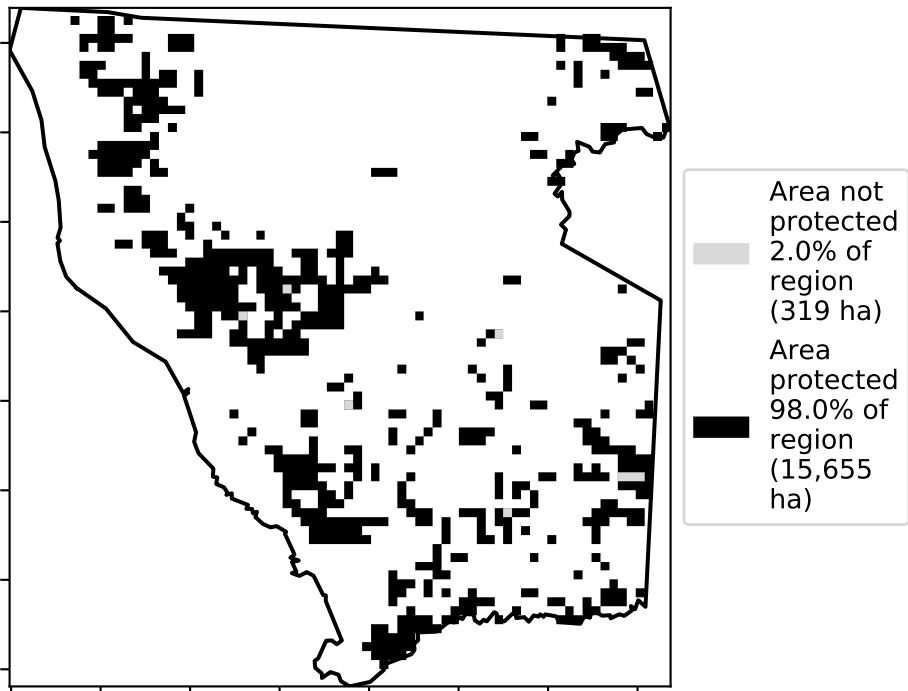 Area not
protected
2.0% of
region
(319 ha)
Area
protected
98.0% of
region
(15,655
ha)